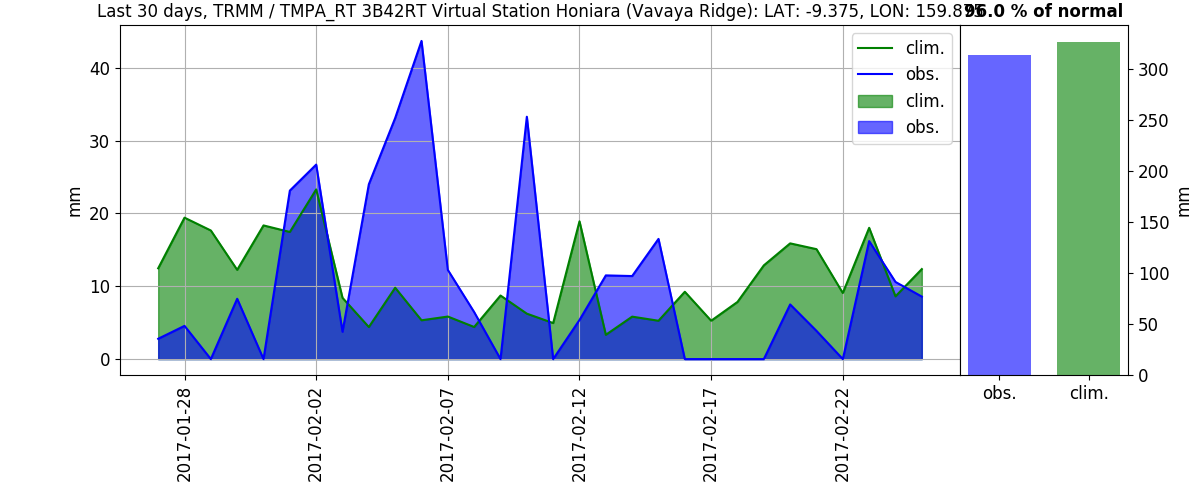 Last 30 days, TRMM / TMPA_RT 3B42RT Virtual Station Honiara (Vavaya Ridge): LAT: -9.375, LON: 159.875
96.0 % of normal
clim.
obs.
clim.
obs.
mm
40
30
20
10
0
2017-01-28
2017-02-02
2017-02-07
2017-02-12
2017-02-17
2017-02-22
300
250
200
150
100
50
0
mm
obs.
clim.